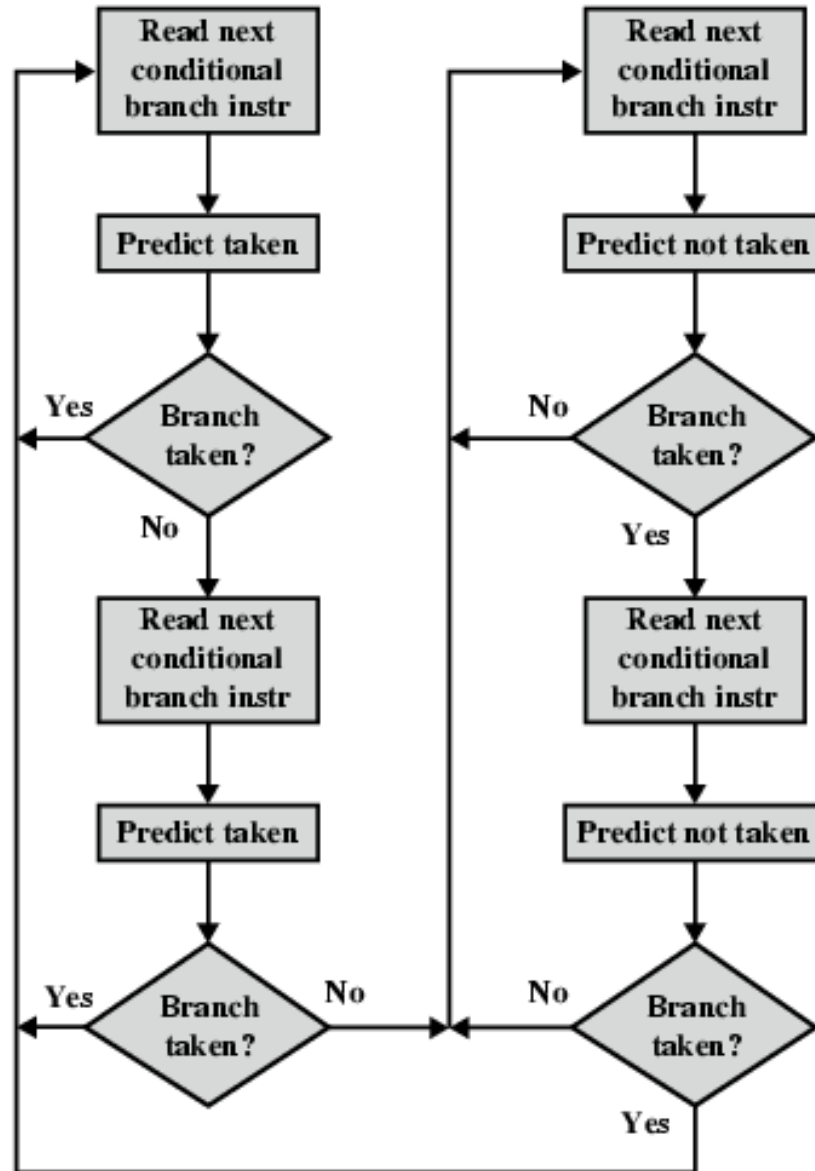 Read next
conditional
branch instr
Predict taken
Yes
Branch
taken?
No
Read next
conditional
branch instr
Predict taken
Yes
Branch
taken?
No
Read next
conditional
branch instr
Predict not taken
No
Branch
taken?
Yes
Read next
conditional
branch instr
Predict not taken
No
Branch
taken?
Yes